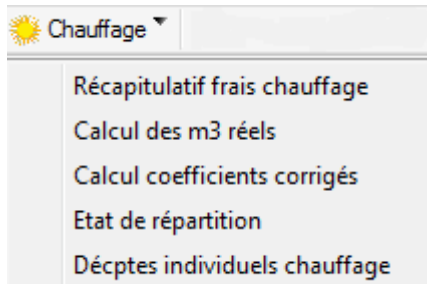 Chauffage
Récapitulatif frais chauffage
Calcul des m3 réels
Calcul coefficients corrigés
Etat de répartition
Décptes individuels chauffage